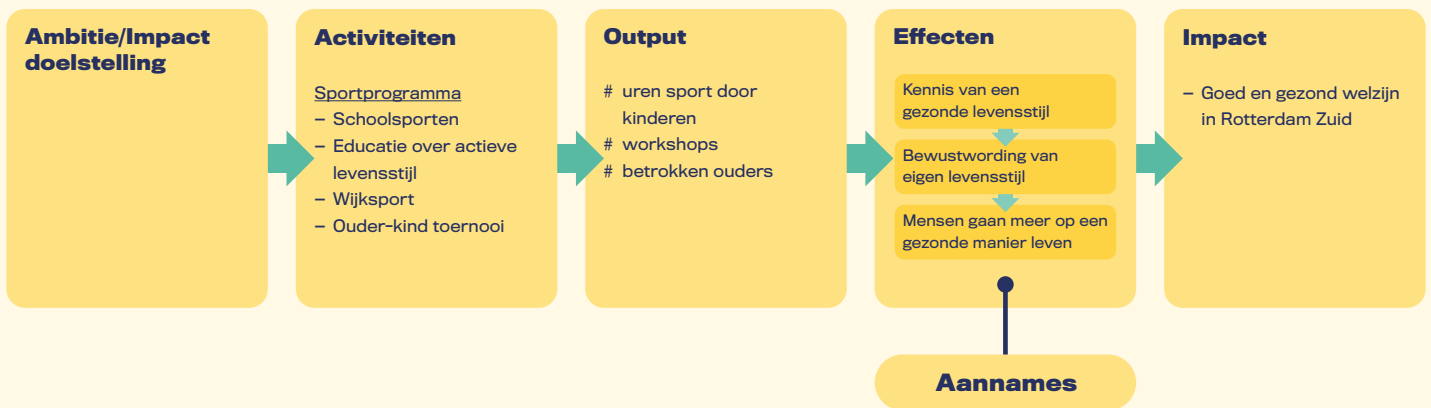 Ambitie/Impact
doelstelling
Activiteiten
Sportprogramma
– Schoolsporten
– Educatie over actieve
levensstijl
– Wijksport
– Ouder-kind toernooi
Output
# uren sport door
kinderen
# workshops
# betrokken ouders
Effecten
Kennis van een
gezonde levensstijl
Bewustwording van
eigen levensstijl
Mensen gaan meer op een
gezonde manier leven
Impact
– Goed en gezond welzijn
in Rotterdam Zuid
Aannames